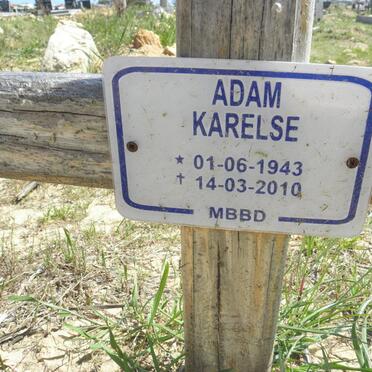 ADAM
KARELSE
* 01-06-1943
† 14-03-2010
MBBD